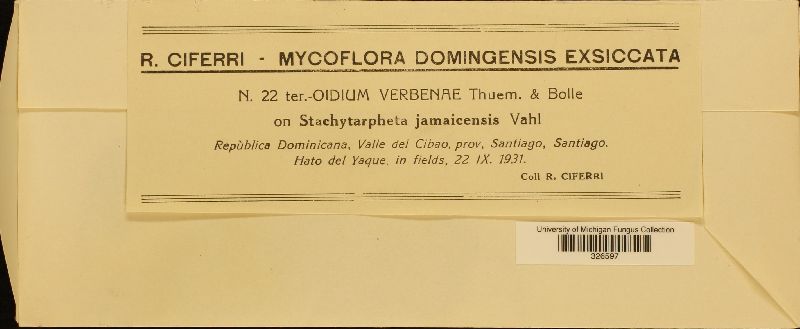 R. CIFERRI - MYCOFLORA DOMINGENSIS EXSICCATA
N. 22 ter.-OIDIUM VERBENAE Thuem. & Bolle
on Stachytarpheta jamaicensis Vahl
Repùblica Dominicana, Valle del Cibao, prov, Santiago, Santiago.
Hato del Yaque, in fields, 22 IX. 1931.
Coll R. CIFERRI
University of Michigan Fungus Collection
326597